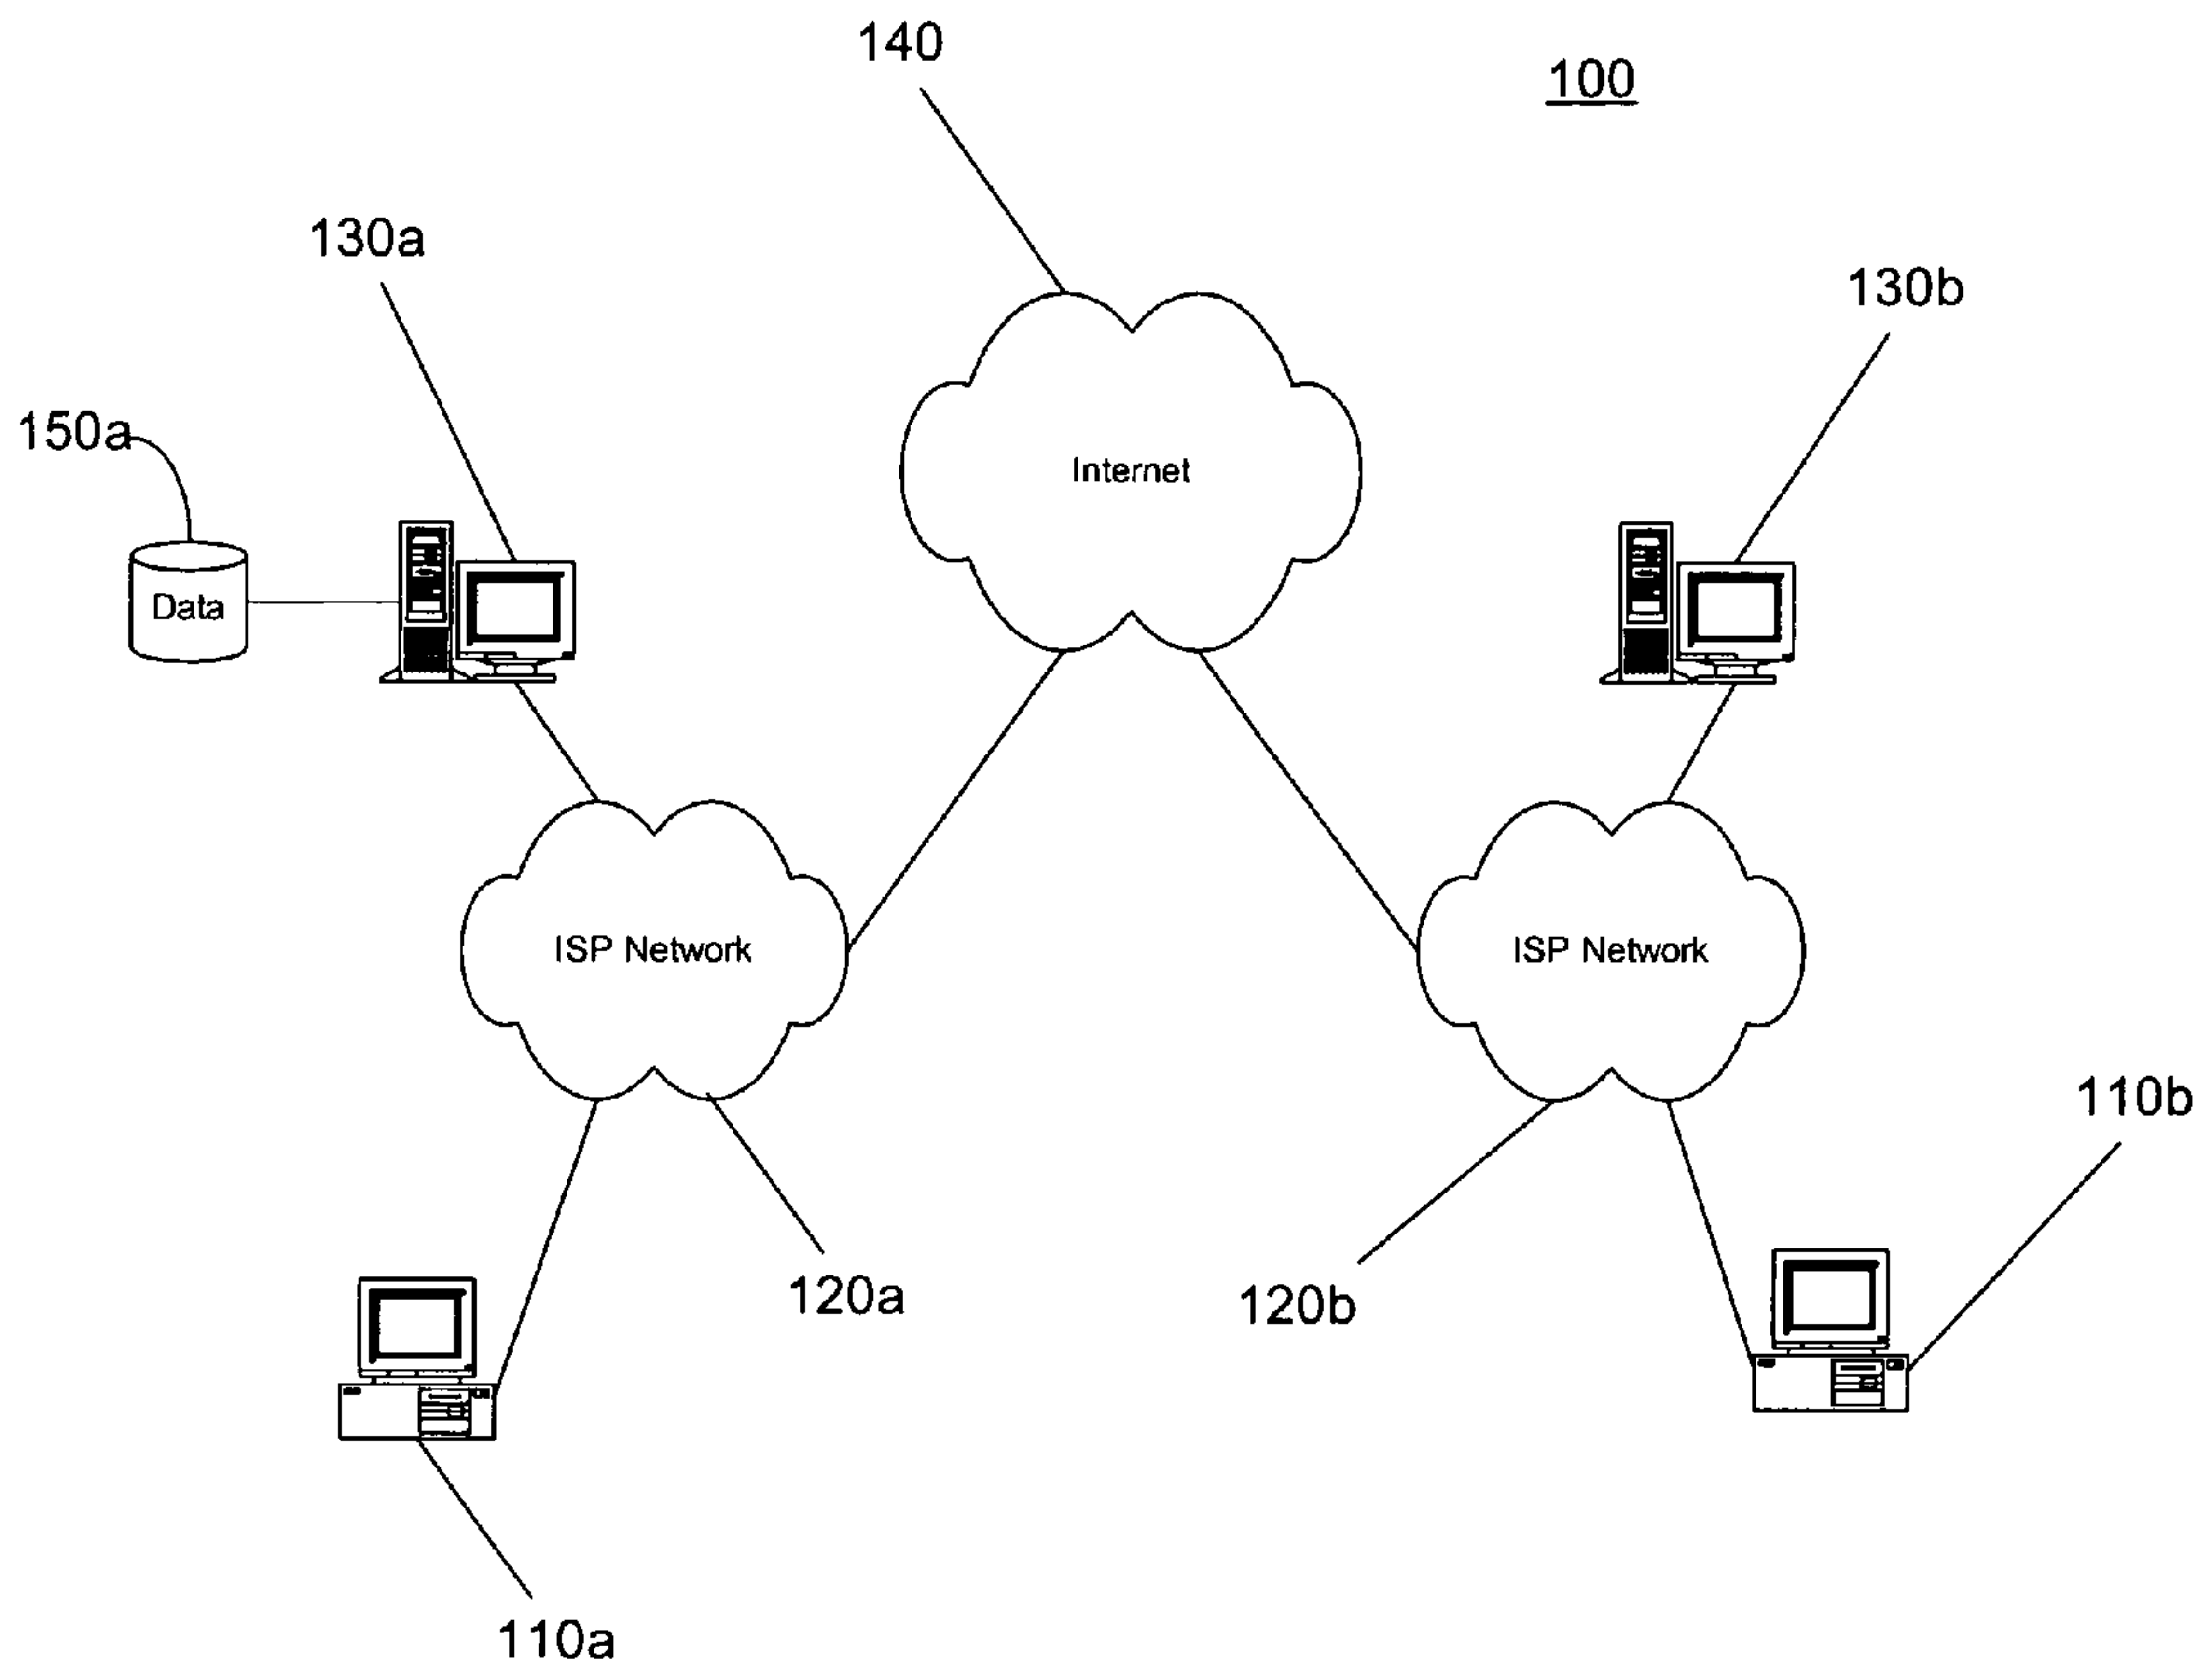 140
100
130a
130b
150a
Internet
Data
ISP Network
ISP Network
110b
120a
120b
110a